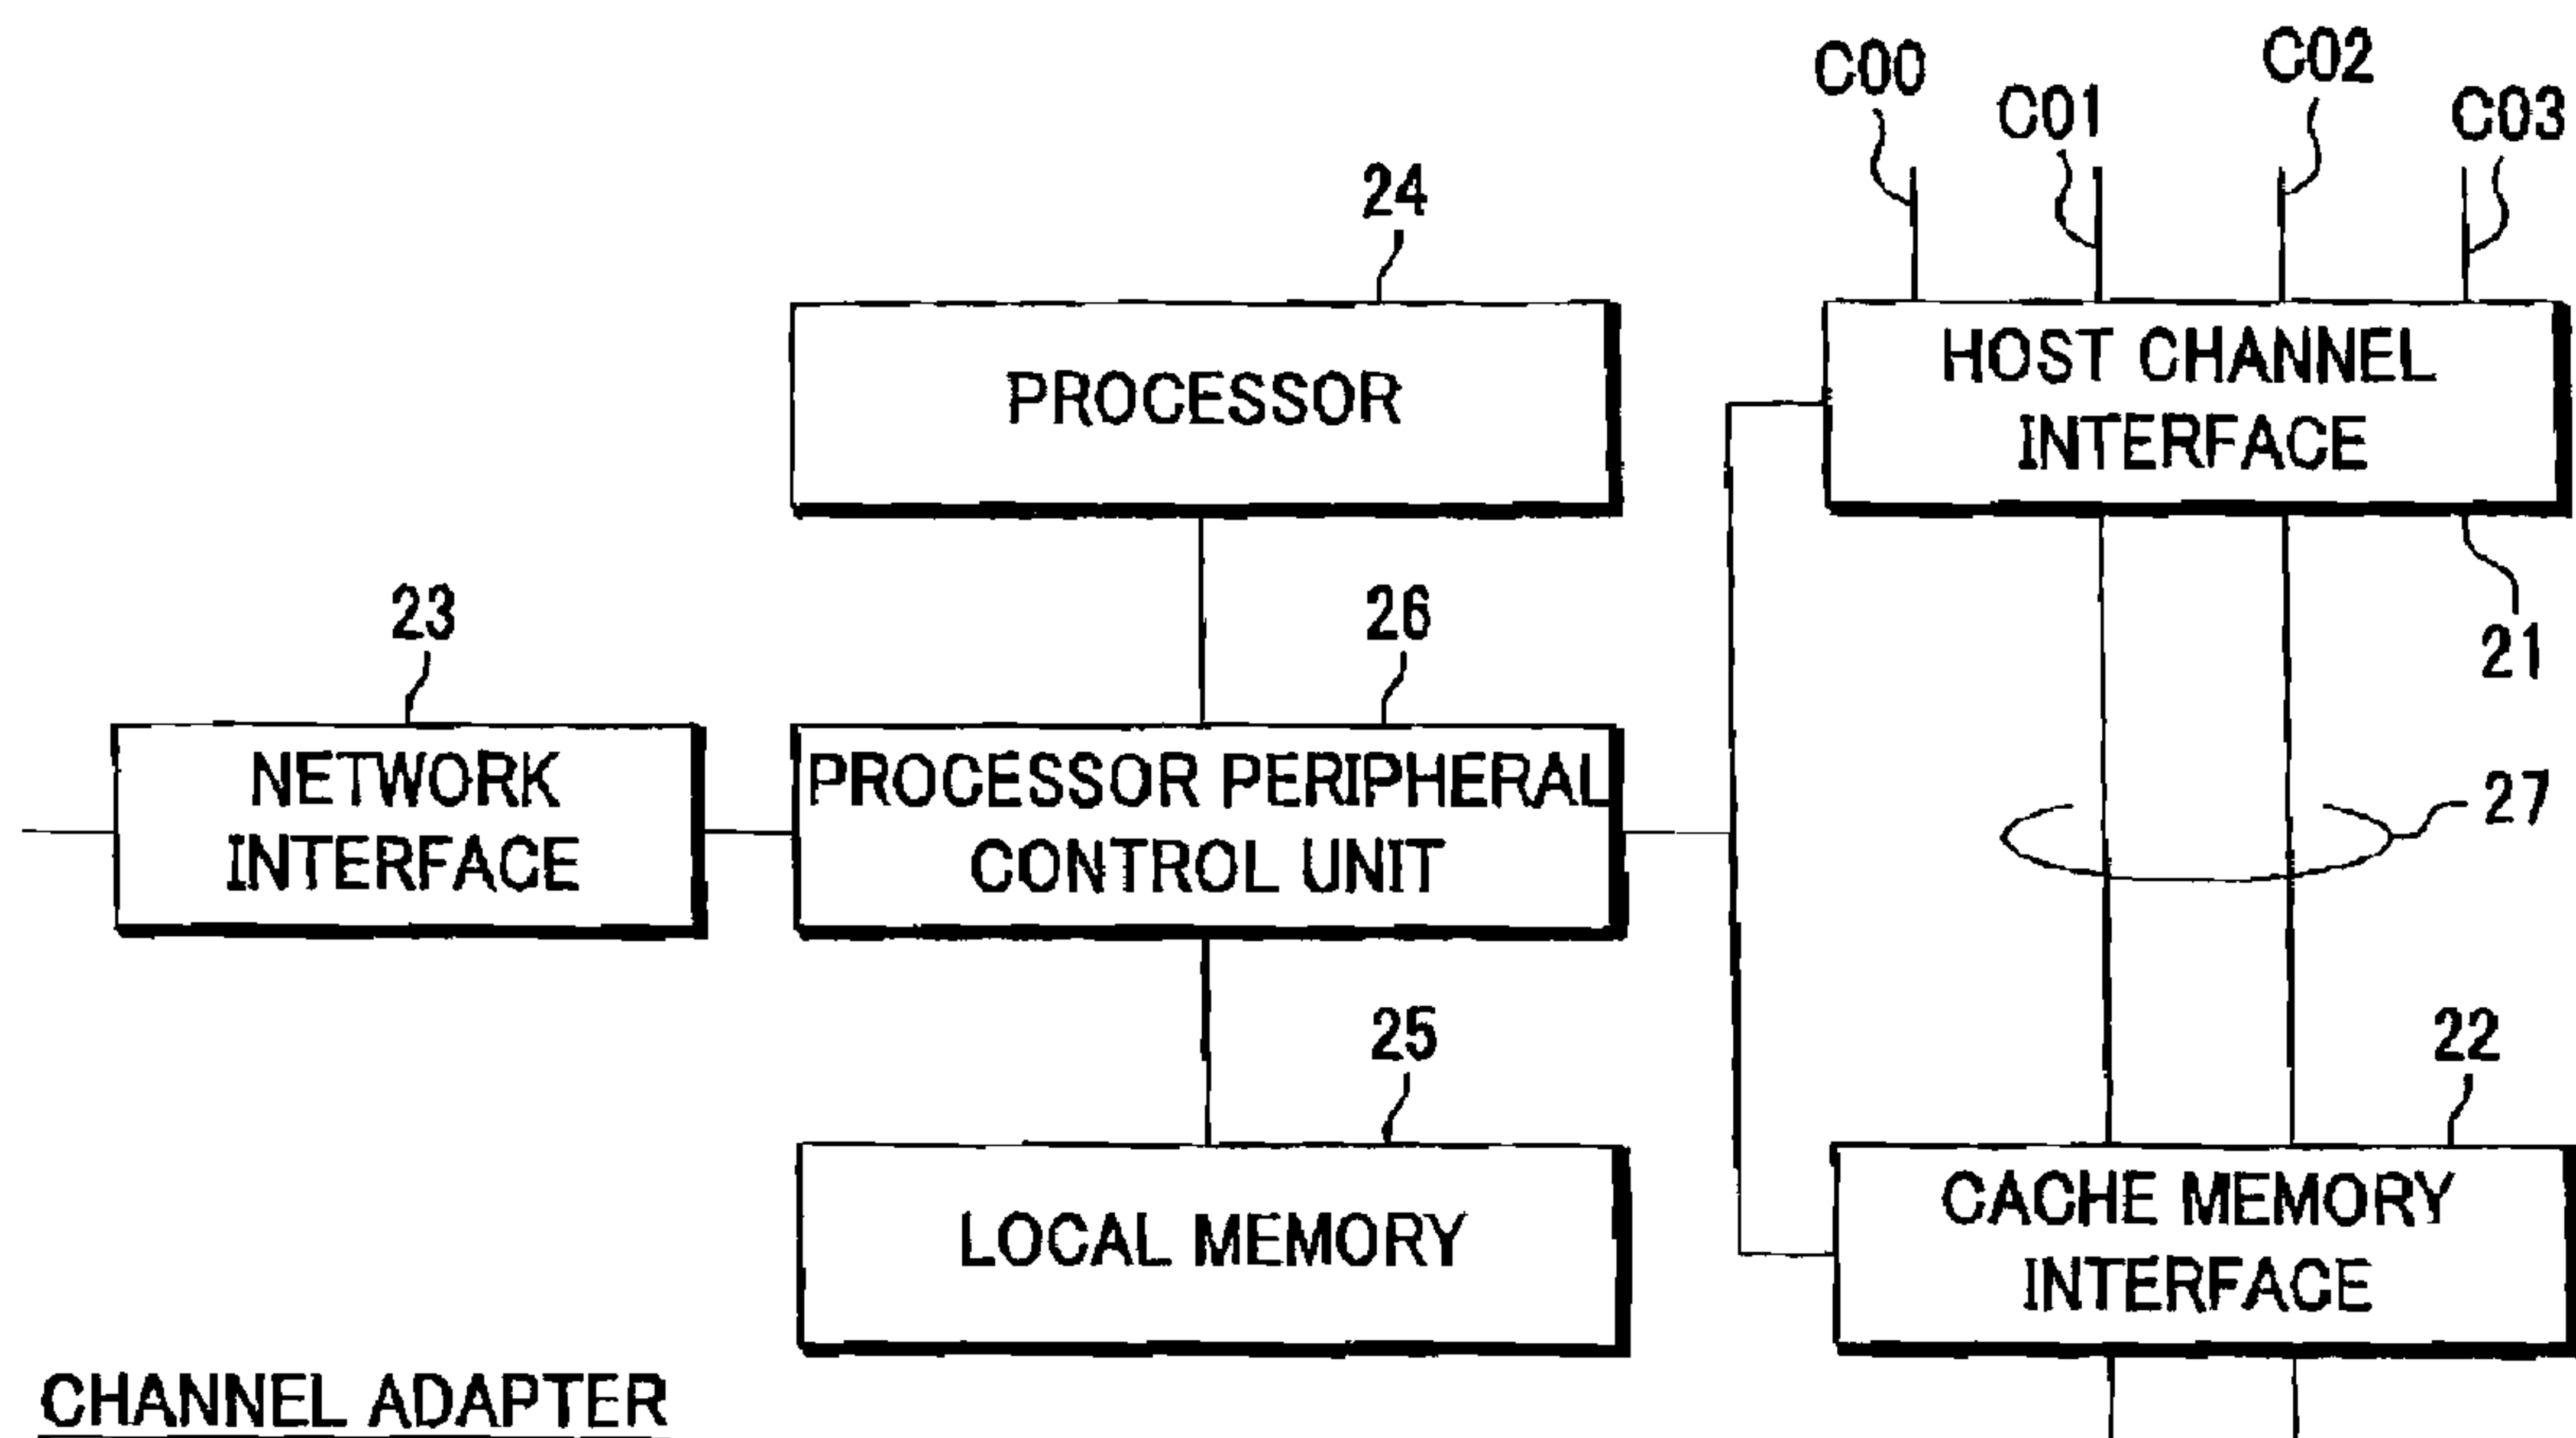 C00
C01
C02
C03
24
PROCESSOR
HOST CHANNEL
INTERFACE
21
23
NETWORK
INTERFACE
26
PROCESSOR PERIPHERAL
CONTROL UNIT
27
25
LOCAL MEMORY
22
CACHE MEMORY
INTERFACE
CHANNEL ADAPTER